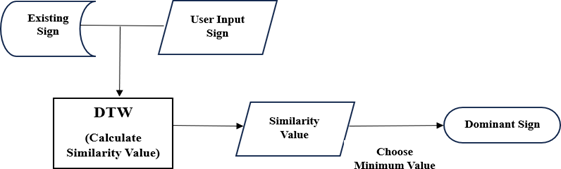 Existing
Sign
User Input
Sign
DTW
(Calculate
Similarity Value)
Similarity
Value
Choose
Minimum Value
Dominant Sign